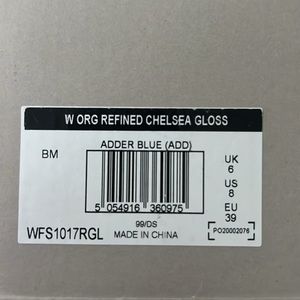 W ORG REFINED CHELSEA GLOSS
ADDER BLUE (ADD)
BM
UK
6
US
8
EU
39
5 054916 360975
99/DS
WFS1017RGL
MADE IN CHINA
PO20002076